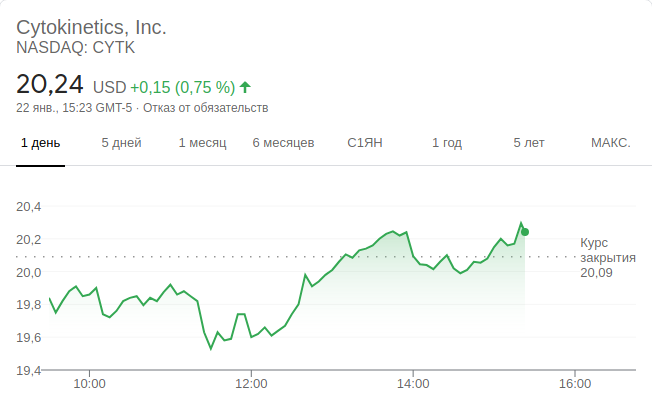 Cytokinetics, Inc.
NASDAQ: CYTK
20,24 USD +0,15 (0,75 %)
22 янв., 15:23 GMT-5 · Отказ от обязательств
1 день 5 дней 1 месяц 6 месяцев С1ЯН 1 год 5 лет МАКС.
20,4
20,2
20,0
19,8
19,6
19,4
Курс
закрытия
20,09
10:00 12:00 14:00 16:00